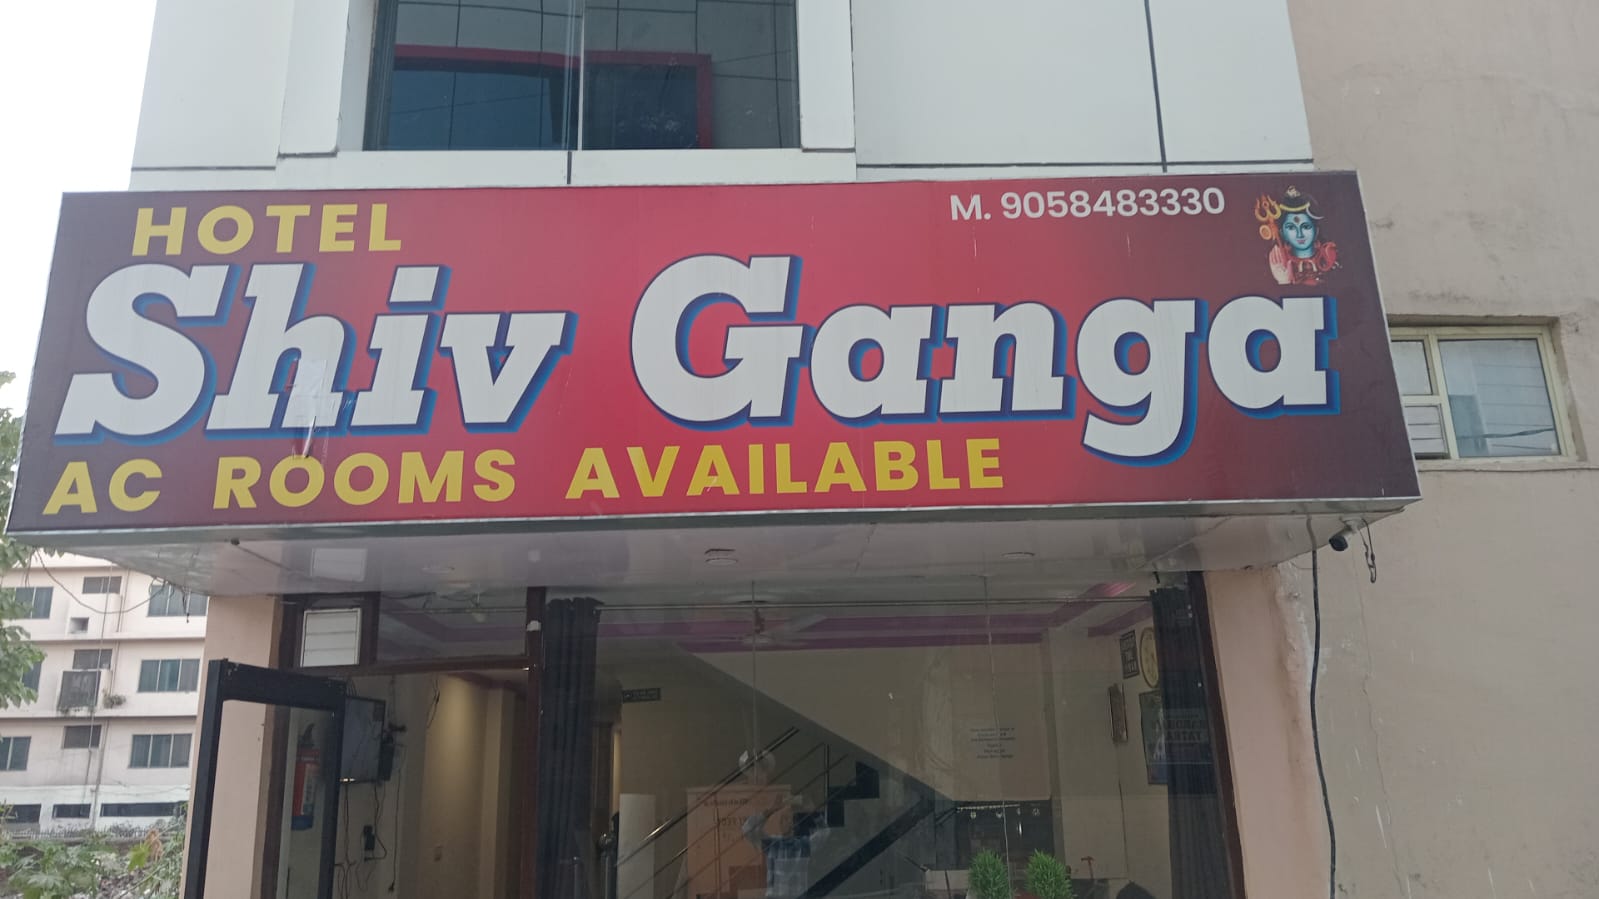 HOTEL
M. 9058483330
Shiv Ganga
AC ROOMS AVAILABLE